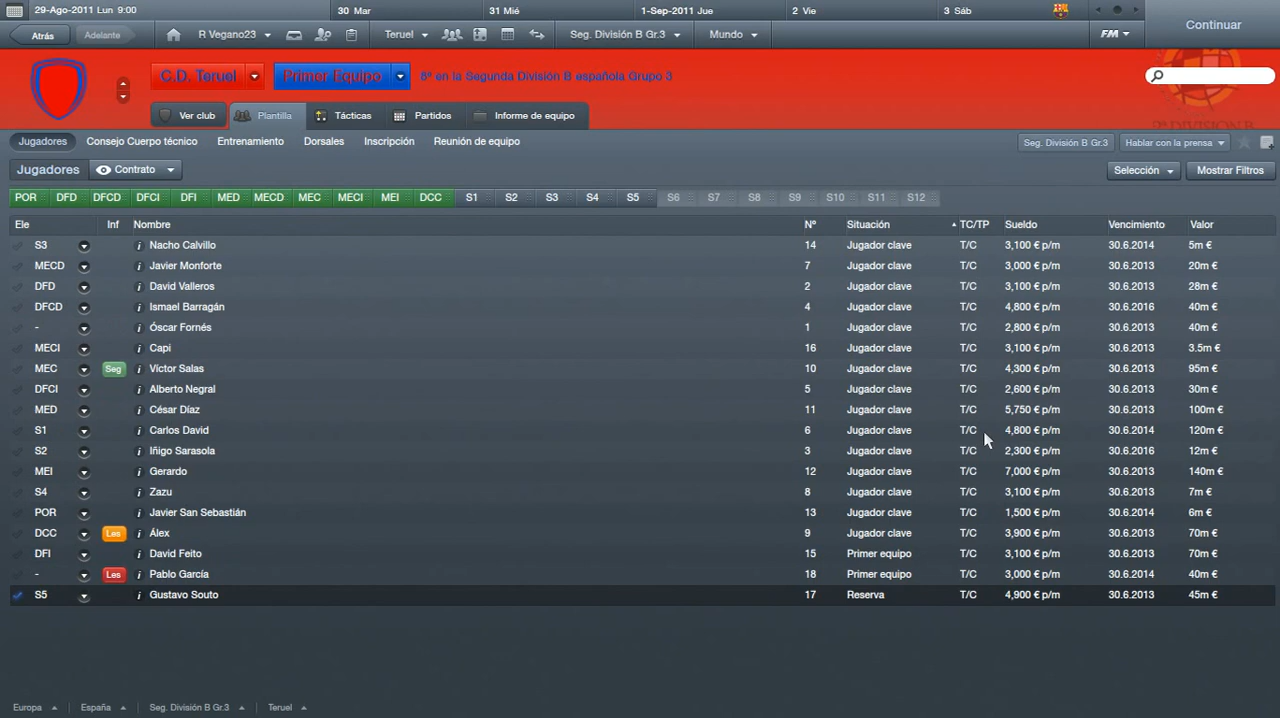 29-Ago-2011 Lun 9:00 30 Mar 31 Mié 1-Sep-2011 Jue 2 Vie 3 Sáb Continuar
Atrás Adelante R Vegano23 Teruel Seg. División B Gr.3 Mundo FM
C.D. Teruel Primer Equipo 8º en la Segunda División B española Grupo 3
Ver club Plantilla Tácticas Partidos Informe de equipo
Jugadores Consejo Cuerpo técnico Entrenamiento Dorsales Inscripción Reunión de equipo Seg. División B Gr.3 Hablar con la prensa
Jugadores Contrato Selección Mostrar Filtros
POR DFD DFCD DFCI DFI MED MECD MEC MECI MEI DCC S1 S2 S3 S4 S5 S6 S7 S8 S9 S10 S11 S12
Ele Inf Nombre Nº Situación TC/TP Sueldo Vencimiento Valor
S3 i Nacho Calvillo 14 Jugador clave T/C 3,100 € p/m 30.6.2014 5m €
MECD i Javier Monforte 7 Jugador clave T/C 3,000 € p/m 30.6.2013 20m €
DFD i David Valleros 2 Jugador clave T/C 3,100 € p/m 30.6.2013 28m €
DFCD i Ismael Barragán 4 Jugador clave T/C 4,800 € p/m 30.6.2016 40m €
- i Óscar Fornés 1 Jugador clave T/C 2,800 € p/m 30.6.2013 40m €
MECI i Capi 16 Jugador clave T/C 3,100 € p/m 30.6.2013 3.5m €
MEC Seg i Víctor Salas 10 Jugador clave T/C 4,300 € p/m 30.6.2013 95m €
DFCI i Alberto Negral 5 Jugador clave T/C 2,600 € p/m 30.6.2013 30m €
MED i César Díaz 11 Jugador clave T/C 5,750 € p/m 30.6.2013 100m €
S1 i Carlos David 6 Jugador clave T/C 4,800 € p/m 30.6.2014 120m €
S2 i Iñigo Sarasola 3 Jugador clave T/C 2,300 € p/m 30.6.2016 12m €
MEI i Gerardo 12 Jugador clave T/C 7,000 € p/m 30.6.2013 140m €
S4 i Zazu 8 Jugador clave T/C 3,100 € p/m 30.6.2013 7m €
POR i Javier San Sebastián 13 Jugador clave T/C 1,500 € p/m 30.6.2014 6m €
DCC Les i Álex 9 Jugador clave T/C 3,900 € p/m 30.6.2013 70m €
DFI i David Feito 15 Primer equipo T/C 3,100 € p/m 30.6.2013 70m €
- Les i Pablo García 18 Primer equipo T/C 3,000 € p/m 30.6.2014 40m €
S5 i Gustavo Souto 17 Reserva T/C 4,900 € p/m 30.6.2013 45m €
Europa España Seg. División B Gr.3 Teruel